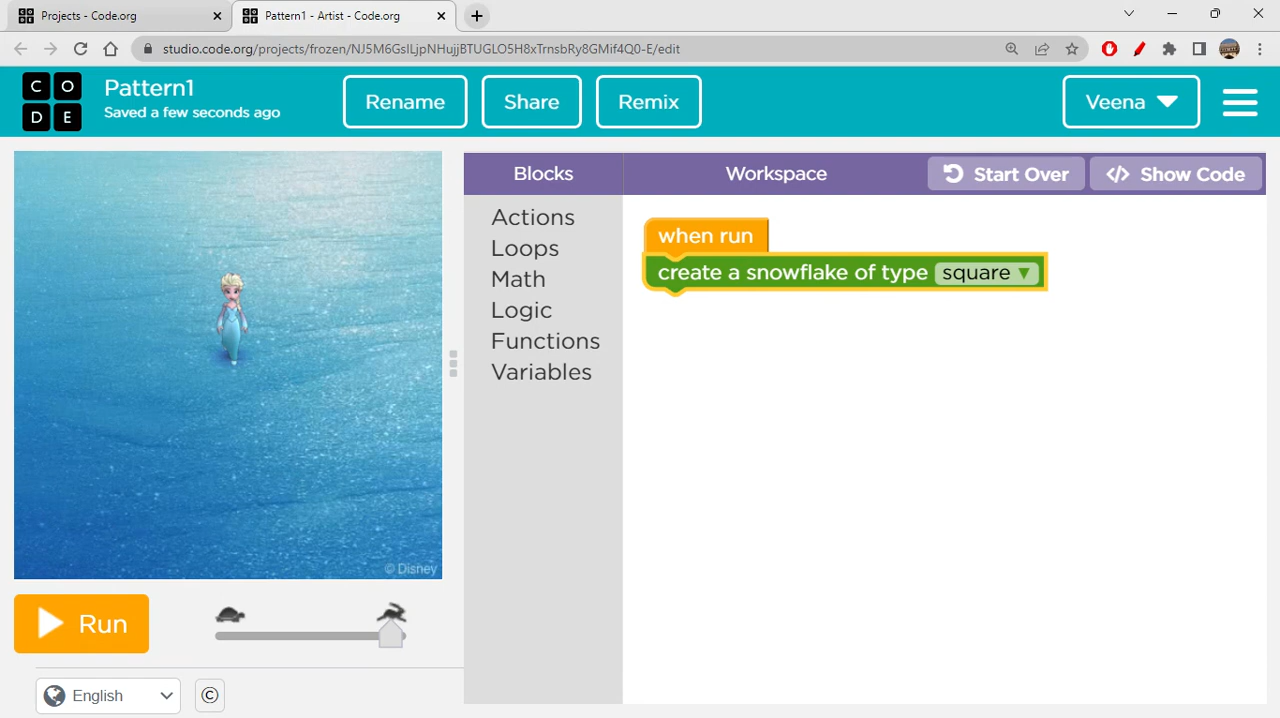 Projects - Code.org
Pattern1 - Artist - Code.org
studio.code.org/projects/frozen/NJ5M6GslLjpNHujjBTUGLO5H8xTrnsbRy8GMif4Q0-E/edit
C O
D E
Pattern1
Saved a few seconds ago
Rename
Share
Remix
Veena
Blocks
Workspace
Start Over
Show Code
Actions
Loops
Math
Logic
Functions
Variables
when run
create a snowflake of type square
© Disney
Run
English
©